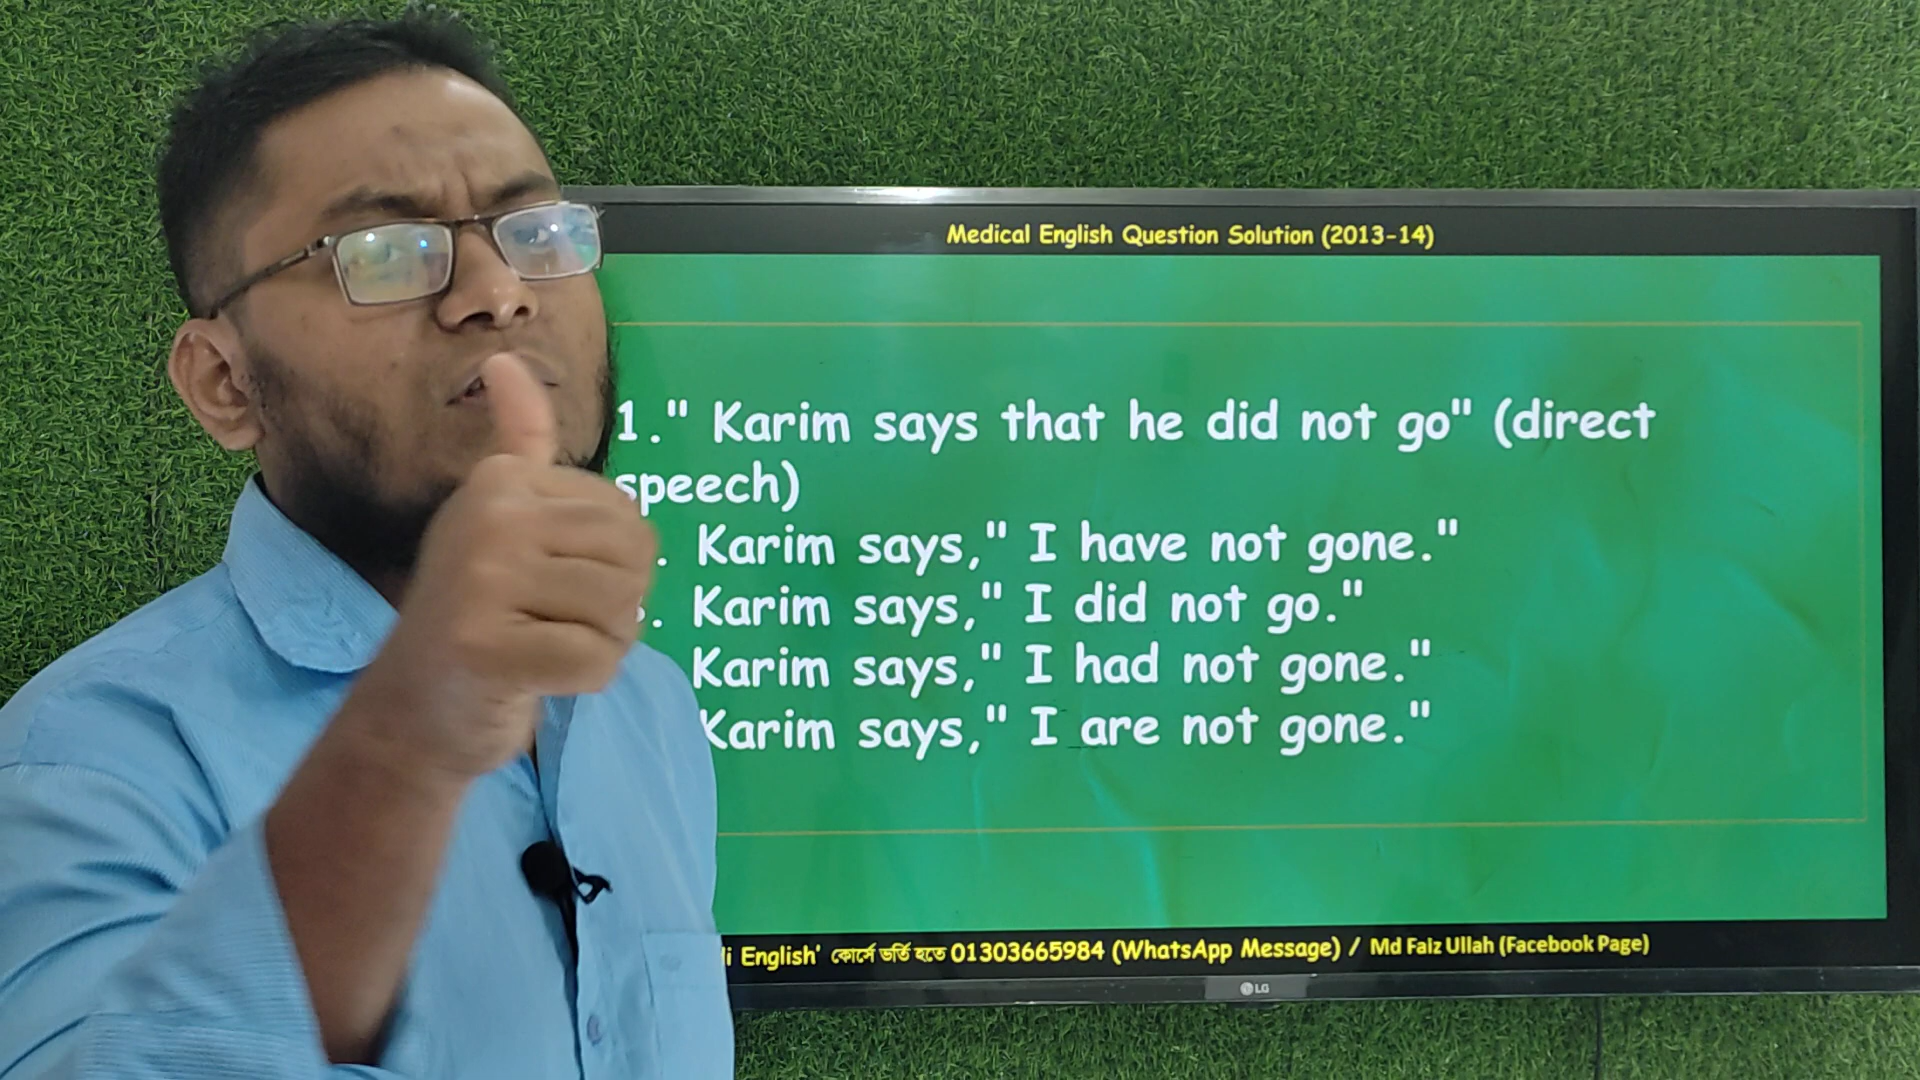 Medical English Question Solution (2013-14)
1." Karim says that he did not go" (direct
speech)
. Karim says," I have not gone."
. Karim says," I did not go."
Karim says," I had not gone."
Karim says," I are not gone."
English' কোর্সে ভর্তি হতে 01303665984 (WhatsApp Message) / Md Faiz Ullah (Facebook Page)
LG